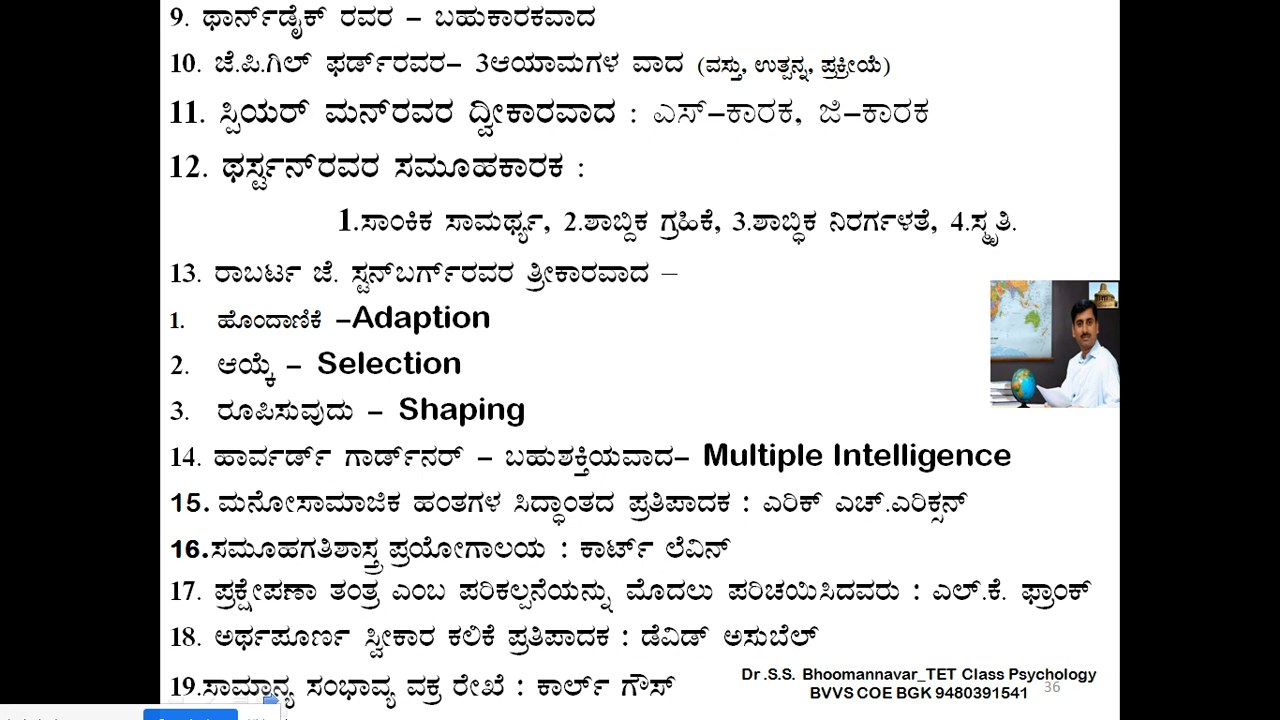 9. ಥಾರ್ನ್‌ಡೈಕ್ ರವರ – ಬಹುಕಾರಕವಾದ
10. ಜೆ.ಪಿ.ಗಿಲ್ ಫರ್ಡ್‌ರವರ– 3ಆಯಾಮಗಳ ವಾದ (ವಸ್ತು, ಉತ್ಪನ್ನ, ಪ್ರಕ್ರೀಯೆ)
11. ಸ್ಪಿಯರ್ ಮನ್‌ರವರ ದ್ವೀಕಾರವಾದ : ಎಸ್–ಕಾರಕ, ಜಿ–ಕಾರಕ
12. ಥರ್ಸ್ಟನ್‌ರವರ ಸಮೂಹಕಾರಕ :
1.ಸಾಂಕಿಕ ಸಾಮರ್ಥ್ಯ, 2.ಶಾಬ್ದಿಕ ಗ್ರಹಿಕೆ, 3.ಶಾಬ್ಧಿಕ ನಿರರ್ಗಳತೆ, 4.ಸ್ಮೃತಿ.
13. ರಾಬರ್ಟ ಜೆ. ಸ್ಟನ್‌ಬರ್ಗ್‌ರವರ ತ್ರೀಕಾರವಾದ –
1. ಹೊಂದಾಣಿಕೆ –Adaption
2. ಆಯ್ಕೆ – Selection
3. ರೂಪಿಸುವುದು – Shaping
14. ಹಾರ್ವರ್ಡ್ ಗಾರ್ಡ್‌ನರ್ – ಬಹುಶಕ್ತಿಯವಾದ– Multiple Intelligence
15. ಮನೋಸಾಮಾಜಿಕ ಹಂತಗಳ ಸಿದ್ಧಾಂತದ ಪ್ರತಿಪಾದಕ : ಎರಿಕ್ ಎಚ್.ಎರಿಕ್ಸನ್
16.ಸಮೂಹಗತಿಶಾಸ್ತ್ರ ಪ್ರಯೋಗಾಲಯ : ಕಾರ್ಟ್ ಲೆವಿನ್
17. ಪ್ರಕ್ಷೇಪಣಾ ತಂತ್ರ ಎಂಬ ಪರಿಕಲ್ಪನೆಯನ್ನು ಮೊದಲು ಪರಿಚಯಿಸಿದವರು : ಎಲ್.ಕೆ. ಫ್ರಾಂಕ್
18. ಅರ್ಥಪೂರ್ಣ ಸ್ವೀಕಾರ ಕಲಿಕೆ ಪ್ರತಿಪಾದಕ : ಡೆವಿಡ್ ಅಸುಬೆಲ್
19.ಸಾಮಾನ್ಯ ಸಂಭಾವ್ಯ ವಕ್ರ ರೇಖೆ : ಕಾರ್ಲ್ ಗೌಸ್
Dr .S.S. Bhoomannavar_TET Class Psychology
BVVS COE BGK 9480391541
36